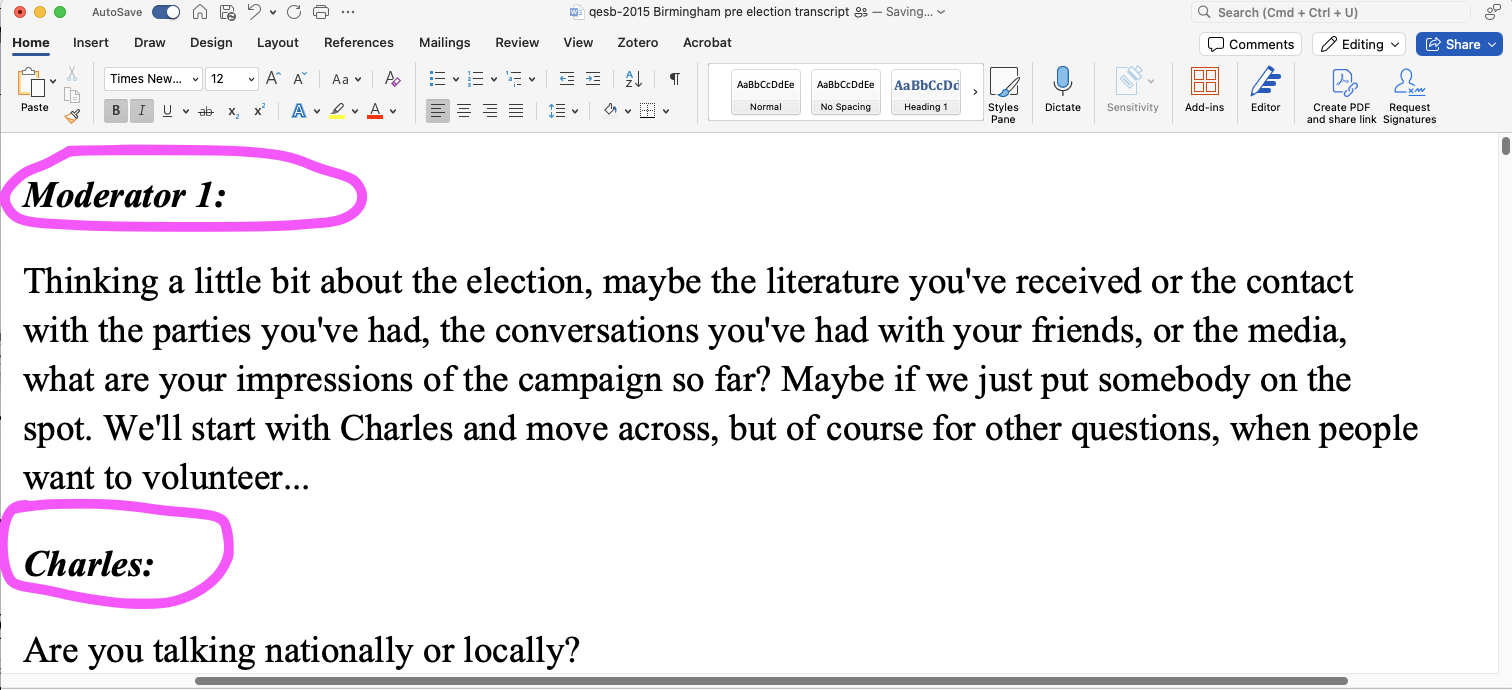 AutoSave
qesb-2015 Birmingham pre election transcript — Saving...
Search (Cmd + Ctrl + U)
Home Insert Draw Design Layout References Mailings Review View Zotero Acrobat
Comments Editing Share
Paste
Times New... 12 A A Aa A
B I U ab x₂ x² A A
AaBbCcDdEe AaBbCcDdEe AaBbCcDd
Normal No Spacing Heading 1
Styles Pane
Dictate
Sensitivity
Add-ins
Editor
Create PDF and share link
Request Signatures
Moderator 1:
Thinking a little bit about the election, maybe the literature you've received or the contact
with the parties you've had, the conversations you've had with your friends, or the media,
what are your impressions of the campaign so far? Maybe if we just put somebody on the
spot. We'll start with Charles and move across, but of course for other questions, when people
want to volunteer...
Charles:
Are you talking nationally or locally?